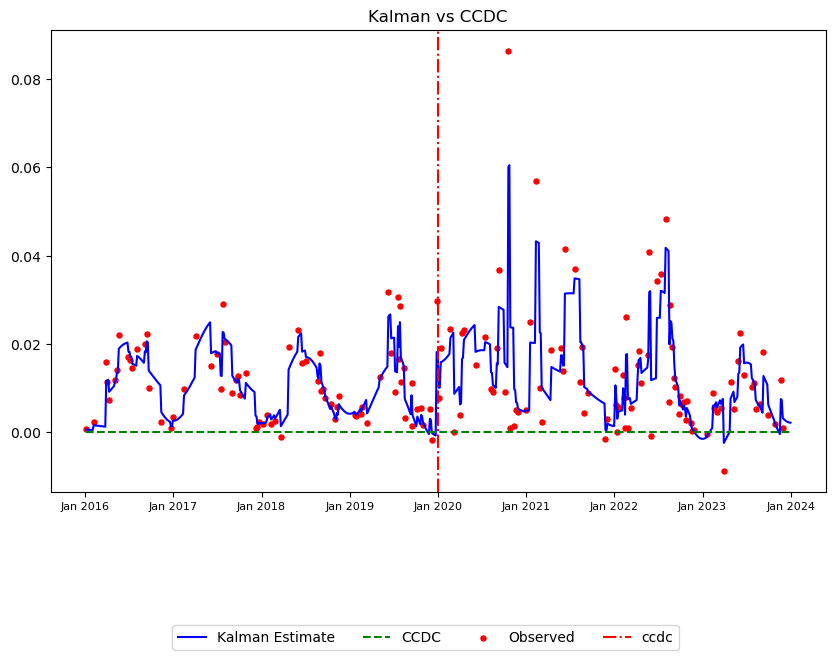 Kalman vs CCDC
0.08
0.06
0.04
0.02
0.00
Jan 2016 Jan 2017 Jan 2018 Jan 2019 Jan 2020 Jan 2021 Jan 2022 Jan 2023 Jan 2024
Kalman Estimate CCDC Observed ccdc